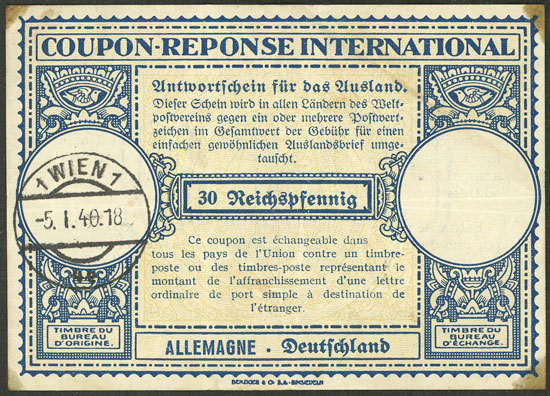 COUPON-REPONSE INTERNATIONAL
Antwortschein für das Ausland.
Dieser Schein wird in allen Ländern des Welt-
postvereins gegen ein oder mehrere Postwert-
zeichen im Gesamtwert der Gebühr für einen
einfachen gewöhnlichen Auslandsbrief umge-
tauscht.
1 WIEN 1
-5. I. 40.18
30 Reichspfennig
Ce coupon est échangeable dans
tous les pays de l'Union contre un timbre-
poste ou des timbres-poste représentant le
montant de l'affranchissement d'une lettre
ordinaire de port simple à destination de
l'étranger.
TIMBRE DU
BUREAU
D'ORIGINE.
ALLEMAGNE · Deutschland
TIMBRE DU
BUREAU
D'ÉCHANGE.
BENZIGER & Co S.A. EINSIEDELN